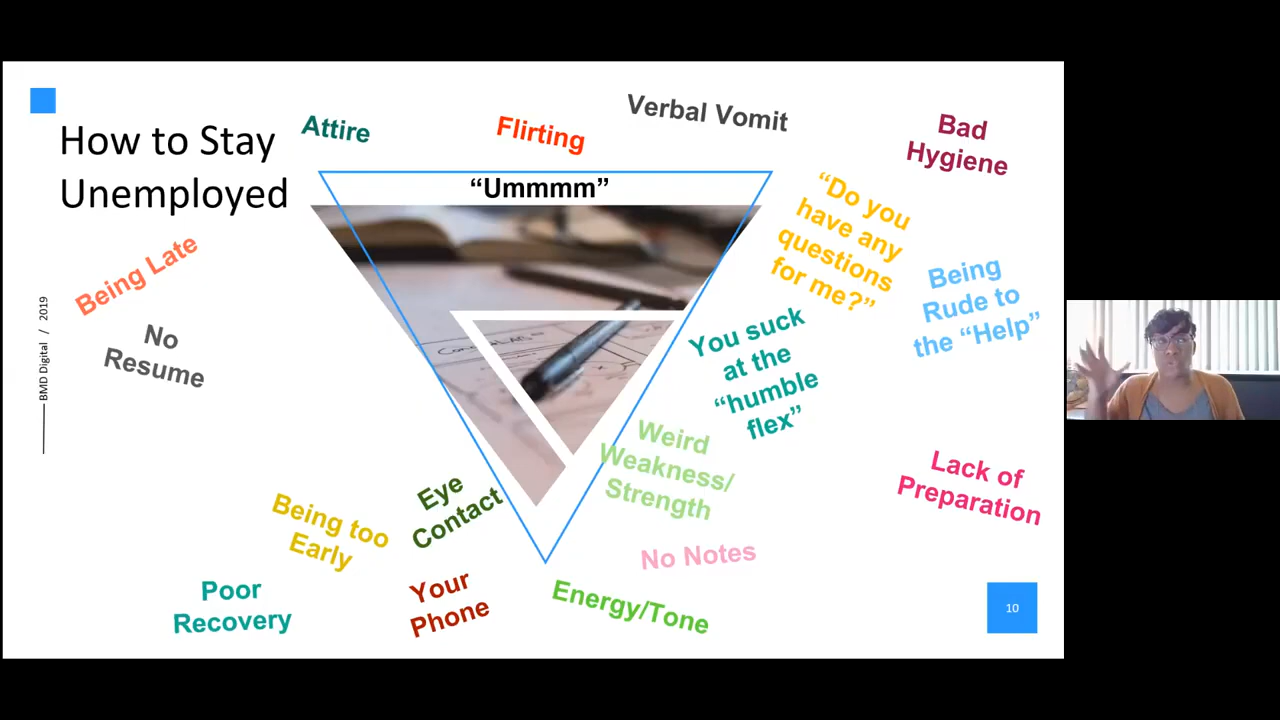 How to Stay
Unemployed
Attire
Flirting
Verbal Vomit
Bad
Hygiene
“Ummmm”
“Do you
have any
questions
for me?”
Being Late
Being
Rude to
the “Help”
No
Resume
BMD Digital / 2019
You suck
at the
“humble
flex”
Weird
Weakness/
Strength
Lack of
Preparation
Eye
Contact
Being too
Early
No Notes
Poor
Recovery
Your
Phone
Energy/Tone
10